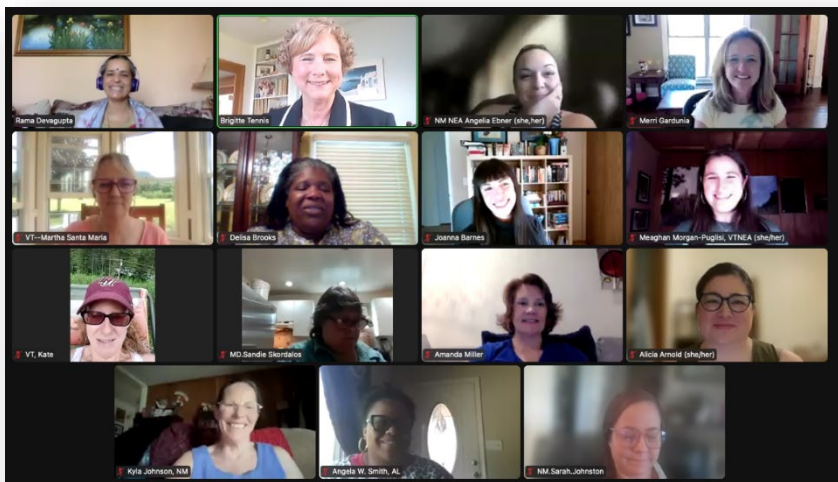 Rama Devagupta
Brigitte Tennis
NM NEA Angelia Ebner (she,her)
Merri Gardunia
VT--Martha Santa Maria
Delisa Brooks
Joanna Barnes
Meaghan Morgan-Puglisi, VTNEA (she/her)
VT, Kate
MD.Sandie Skordalos
Amanda Miller
Alicia Arnold (she/her)
Kyla Johnson, NM
Angela W. Smith, AL
NM.Sarah.Johnston